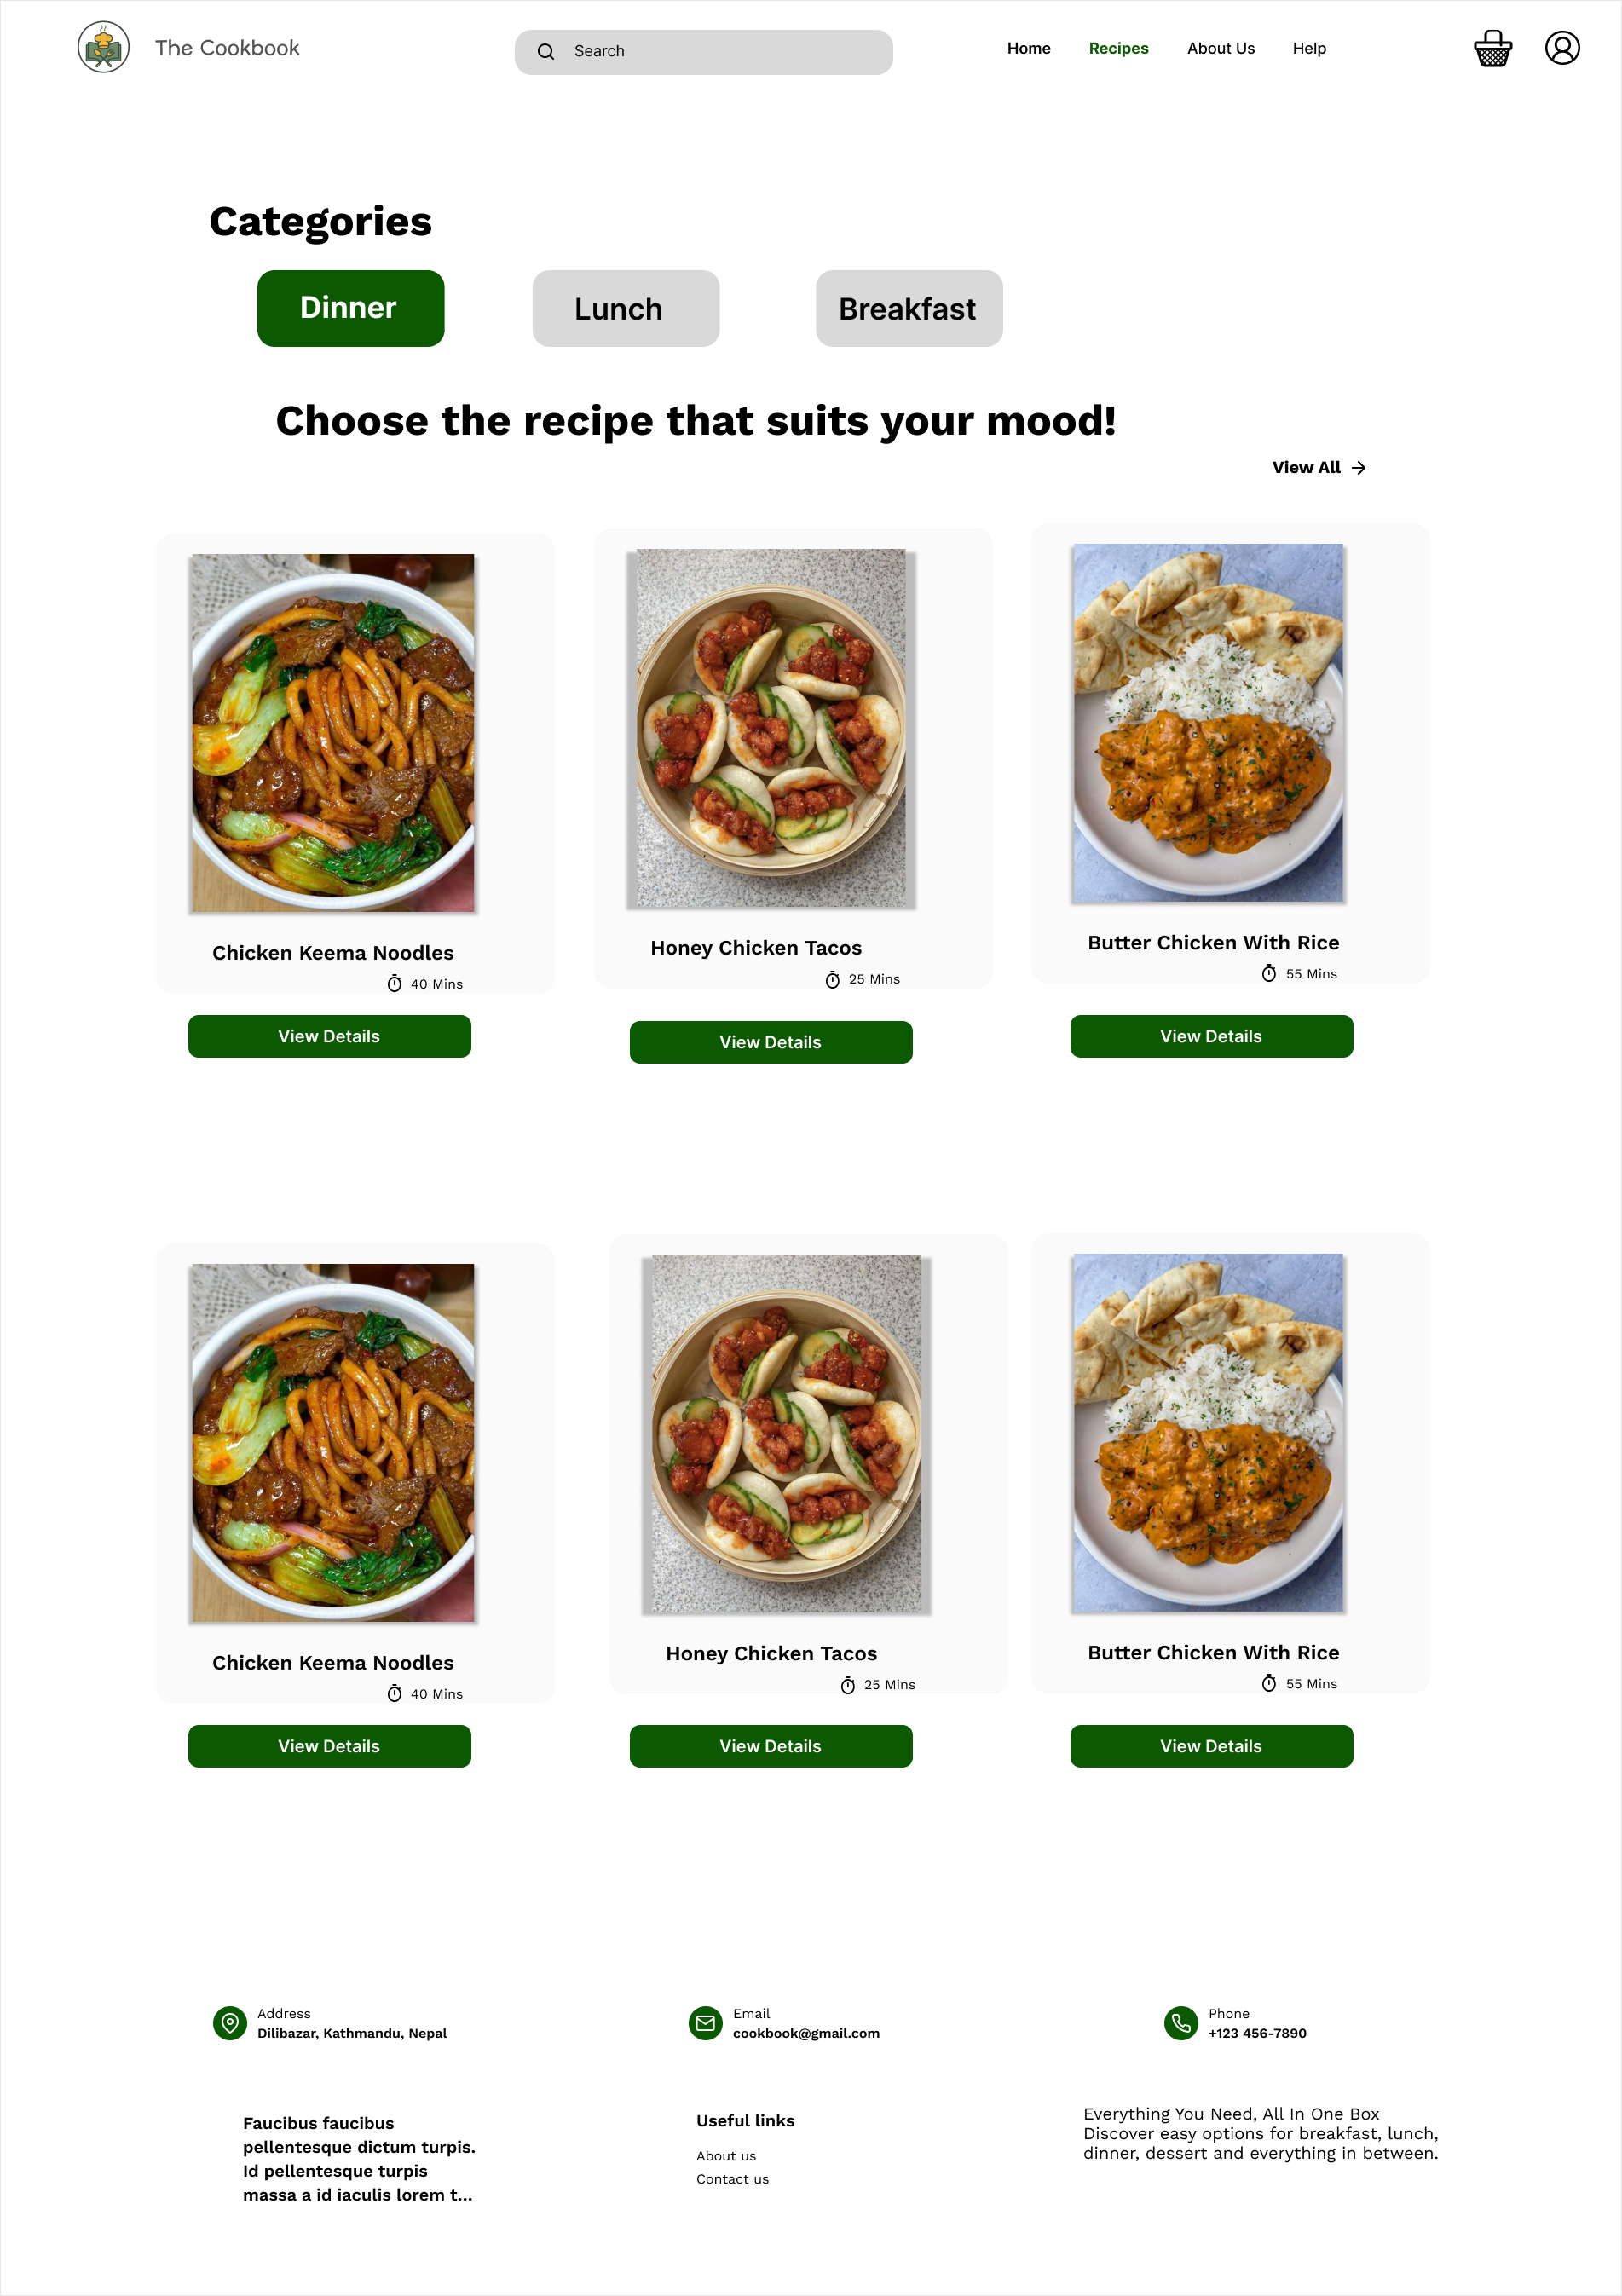 The Cookbook
Search
Home
Recipes
About Us
Help
Categories
Dinner
Lunch
Breakfast
Choose the recipe that suits your mood!
View All
Chicken Keema Noodles
40 Mins
View Details
Honey Chicken Tacos
25 Mins
View Details
Butter Chicken With Rice
55 Mins
View Details
Chicken Keema Noodles
40 Mins
View Details
Honey Chicken Tacos
25 Mins
View Details
Butter Chicken With Rice
55 Mins
View Details
Address
Dilibazar, Kathmandu, Nepal
Email
cookbook@gmail.com
Phone
+123 456-7890
Faucibus faucibus
pellentesque dictum turpis.
Id pellentesque turpis
massa a id iaculis lorem t...
Useful links
About us
Contact us
Everything You Need, All In One Box
Discover easy options for breakfast, lunch,
dinner, dessert and everything in between.